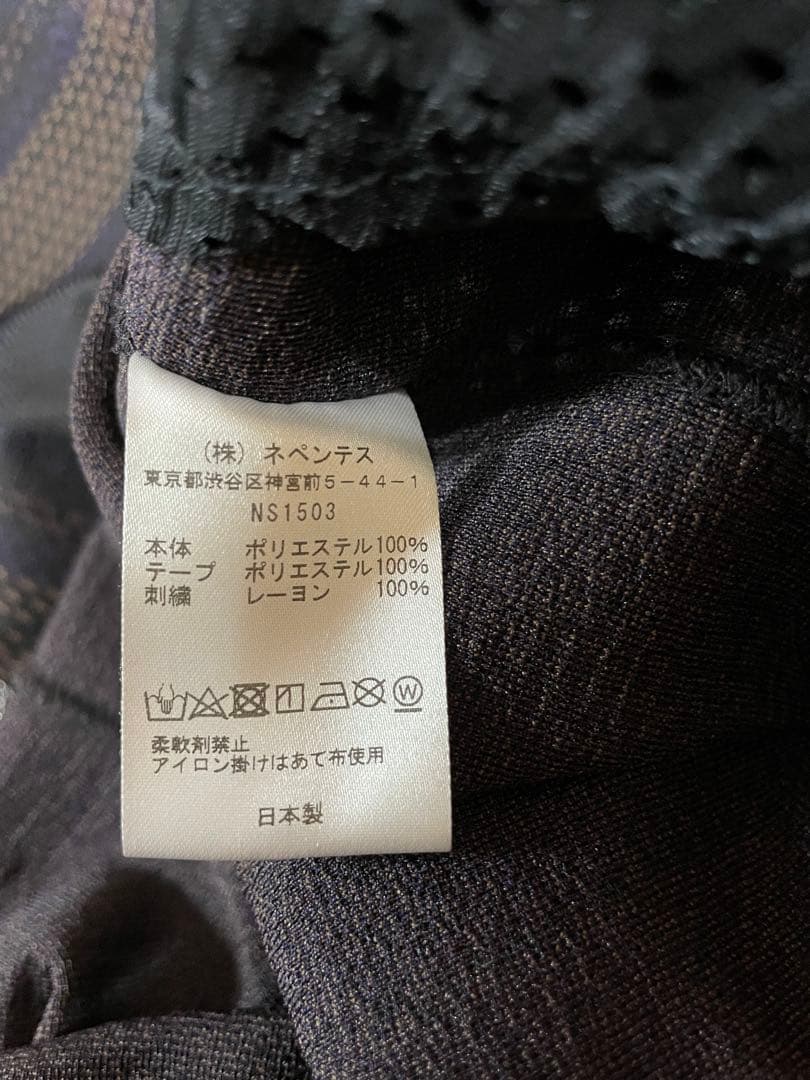 （株）ネペンテス
東京都渋谷区神宮前５−４４−１
NS1503
本体 ポリエステル100%
テープ ポリエステル100%
刺繍 レーヨン 100%
W
柔軟剤禁止
アイロン掛けはあて布使用
日本製